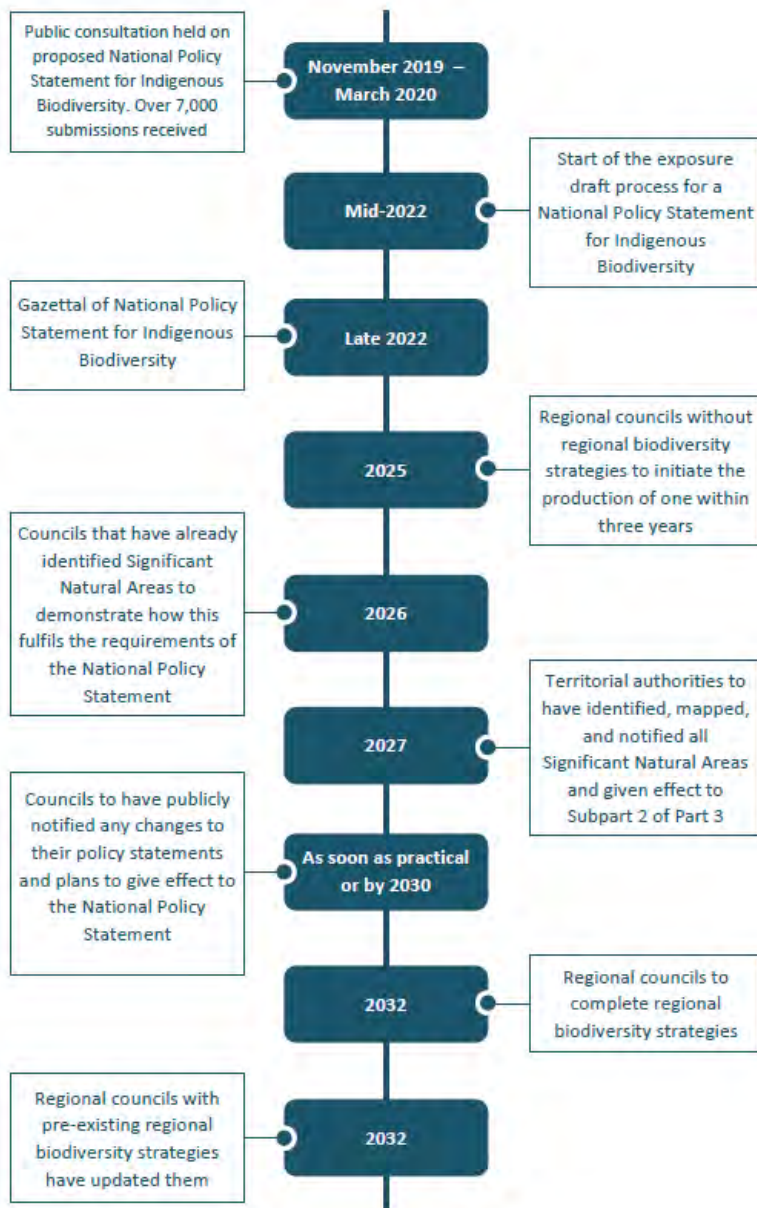 Public consultation held on
proposed National Policy
Statement for Indigenous
Biodiversity. Over 7,000
submissions received
November 2019 –
March 2020
Mid-2022
Start of the exposure
draft process for a
National Policy Statement
for Indigenous
Biodiversity
Gazettal of National Policy
Statement for Indigenous
Biodiversity
Late 2022
2025
Regional councils without
regional biodiversity
strategies to initiate the
production of one within
three years
Councils that have already
identified Significant
Natural Areas to
demonstrate how this
fulfils the requirements of
the National Policy
Statement
2026
2027
Territorial authorities to
have identified, mapped,
and notified all
Significant Natural Areas
and given effect to
Subpart 2 of Part 3
Councils to have publicly
notified any changes to
their policy statements
and plans to give effect to
the National Policy
Statement
As soon as practical
or by 2030
2032
Regional councils to
complete regional
biodiversity strategies
Regional councils with
pre-existing regional
biodiversity strategies
have updated them
2032